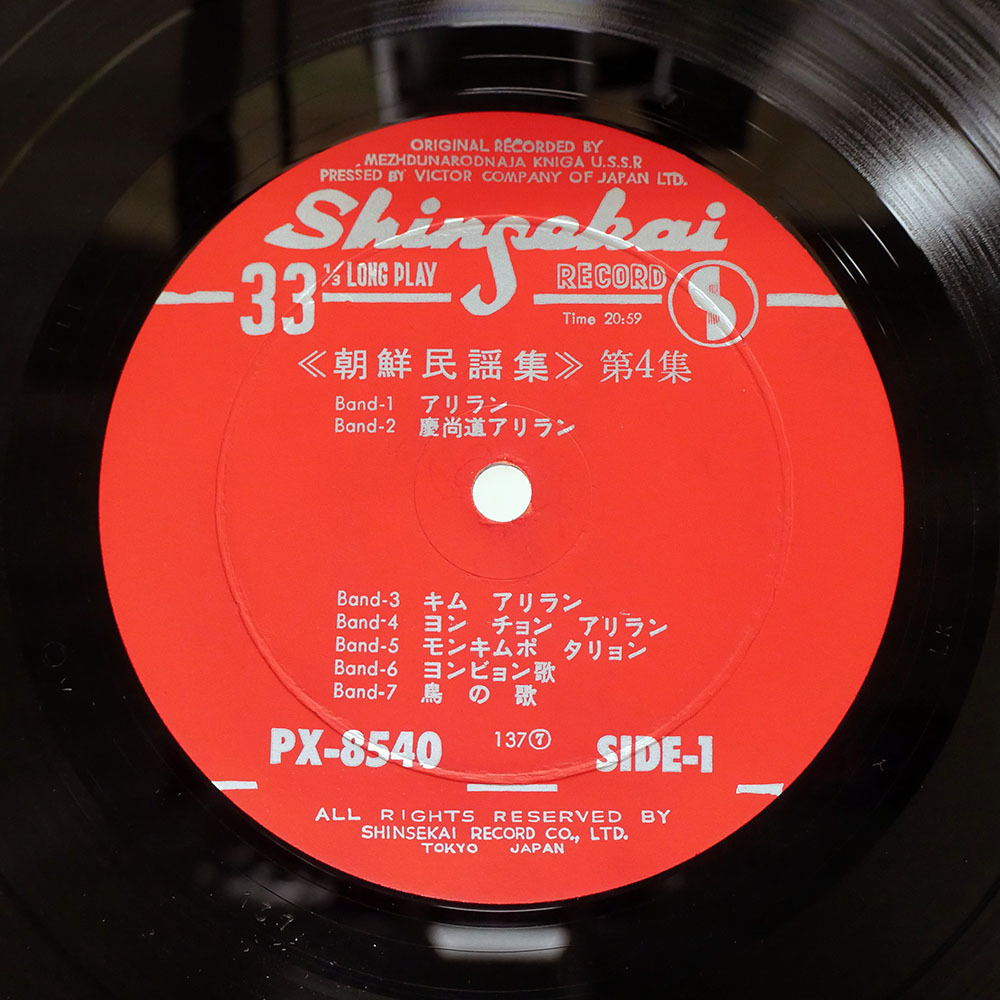 ORIGINAL RECORDED BY
MEZHDUNARODNAJA KNIGA U.S.S.R
PRESSED BY VICTOR COMPANY OF JAPAN LTD.
Shinsekai
33 1/3 LONG PLAY
RECORD S
Time 20:59
≪朝鮮民謡集≫ 第4集
Band-1 アリラン
Band-2 慶尚道アリラン
Band-3 キム アリラン
Band-4 ヨン チョン アリラン
Band-5 モンキムポ タリョン
Band-6 ヨンビョン歌
Band-7 鳥の歌
PX-8540 137⑦ SIDE-1
ALL RIGHTS RESERVED BY
SHINSEKAI RECORD CO., LTD.
TOKYO JAPAN